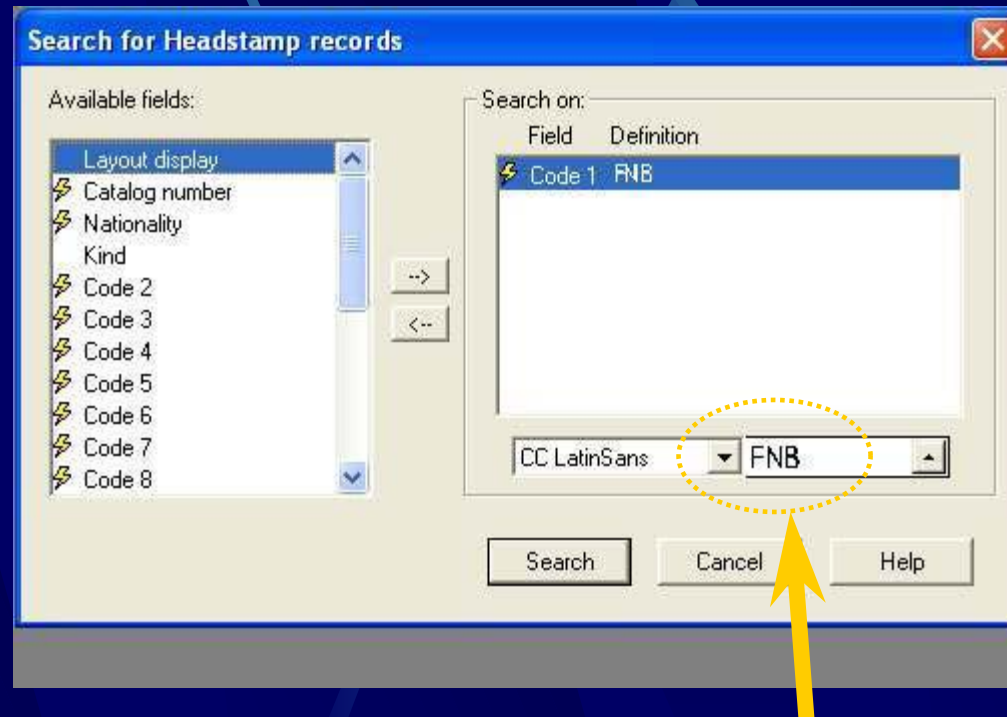 Search for Headstamp records
Available fields:
Layout display
Catalog number
Nationality
Kind
Code 2
Code 3
Code 4
Code 5
Code 6
Code 7
Code 8
-->
<--
Search on:
Field Definition
Code 1 FNB
CC LatinSans FNB
Search Cancel Help